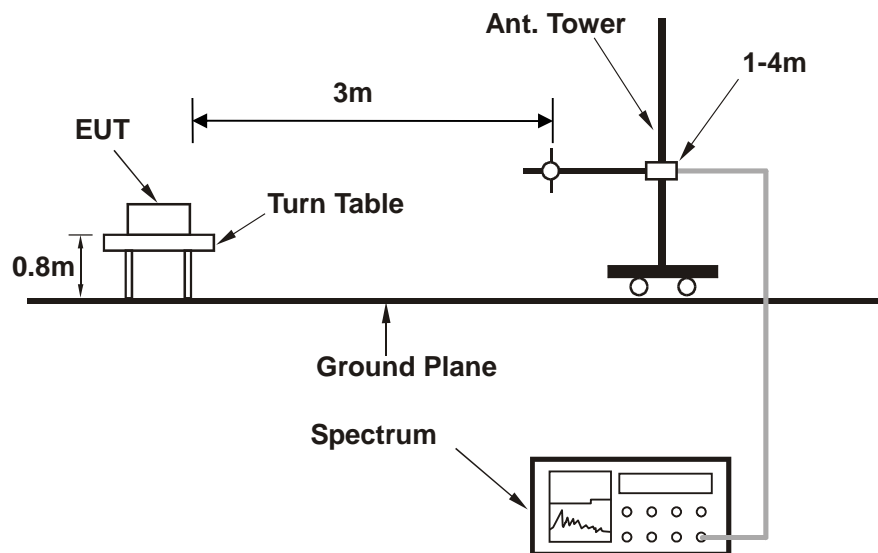 Ant. Tower
1-4m
3m
EUT
Turn Table
0.8m
Ground Plane
Spectrum